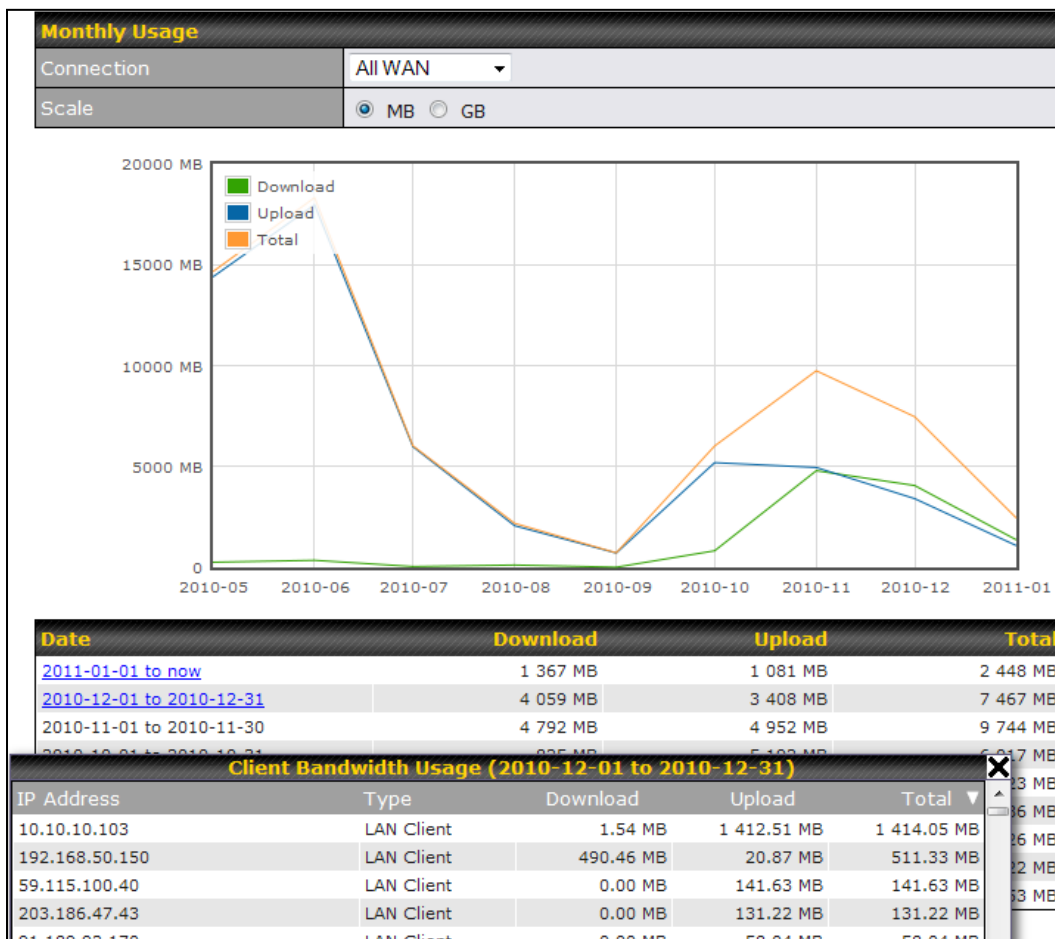 Monthly Usage
Connection All WAN
Scale MB GB
20000 MB
Download
Upload
Total
15000 MB
10000 MB
5000 MB
0
2010-05 2010-06 2010-07 2010-08 2010-09 2010-10 2010-11 2010-12 2011-01
Date Download Upload Total
2011-01-01 to now 1 367 MB 1 081 MB 2 448 MB
2010-12-01 to 2010-12-31 4 059 MB 3 408 MB 7 467 MB
2010-11-01 to 2010-11-30 4 792 MB 4 952 MB 9 744 MB
17 MB
Client Bandwidth Usage (2010-12-01 to 2010-12-31)
IP Address Type Download Upload Total
10.10.10.103 LAN Client 1.54 MB 1 412.51 MB 1 414.05 MB
192.168.50.150 LAN Client 490.46 MB 20.87 MB 511.33 MB
59.115.100.40 LAN Client 0.00 MB 141.63 MB 141.63 MB
203.186.47.43 LAN Client 0.00 MB 131.22 MB 131.22 MB
LAN Client 0.00 MB